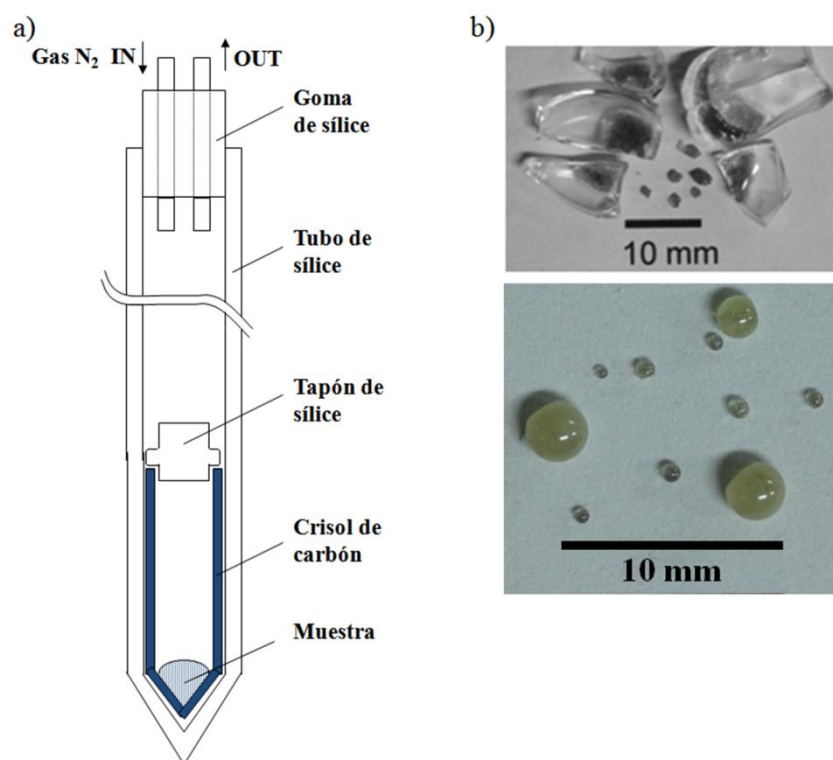 a)
Gas N₂ IN
OUT
Goma
de sílice
Tubo de
sílice
Tapón de
sílice
Crisol de
carbón
Muestra
b)
10 mm
10 mm